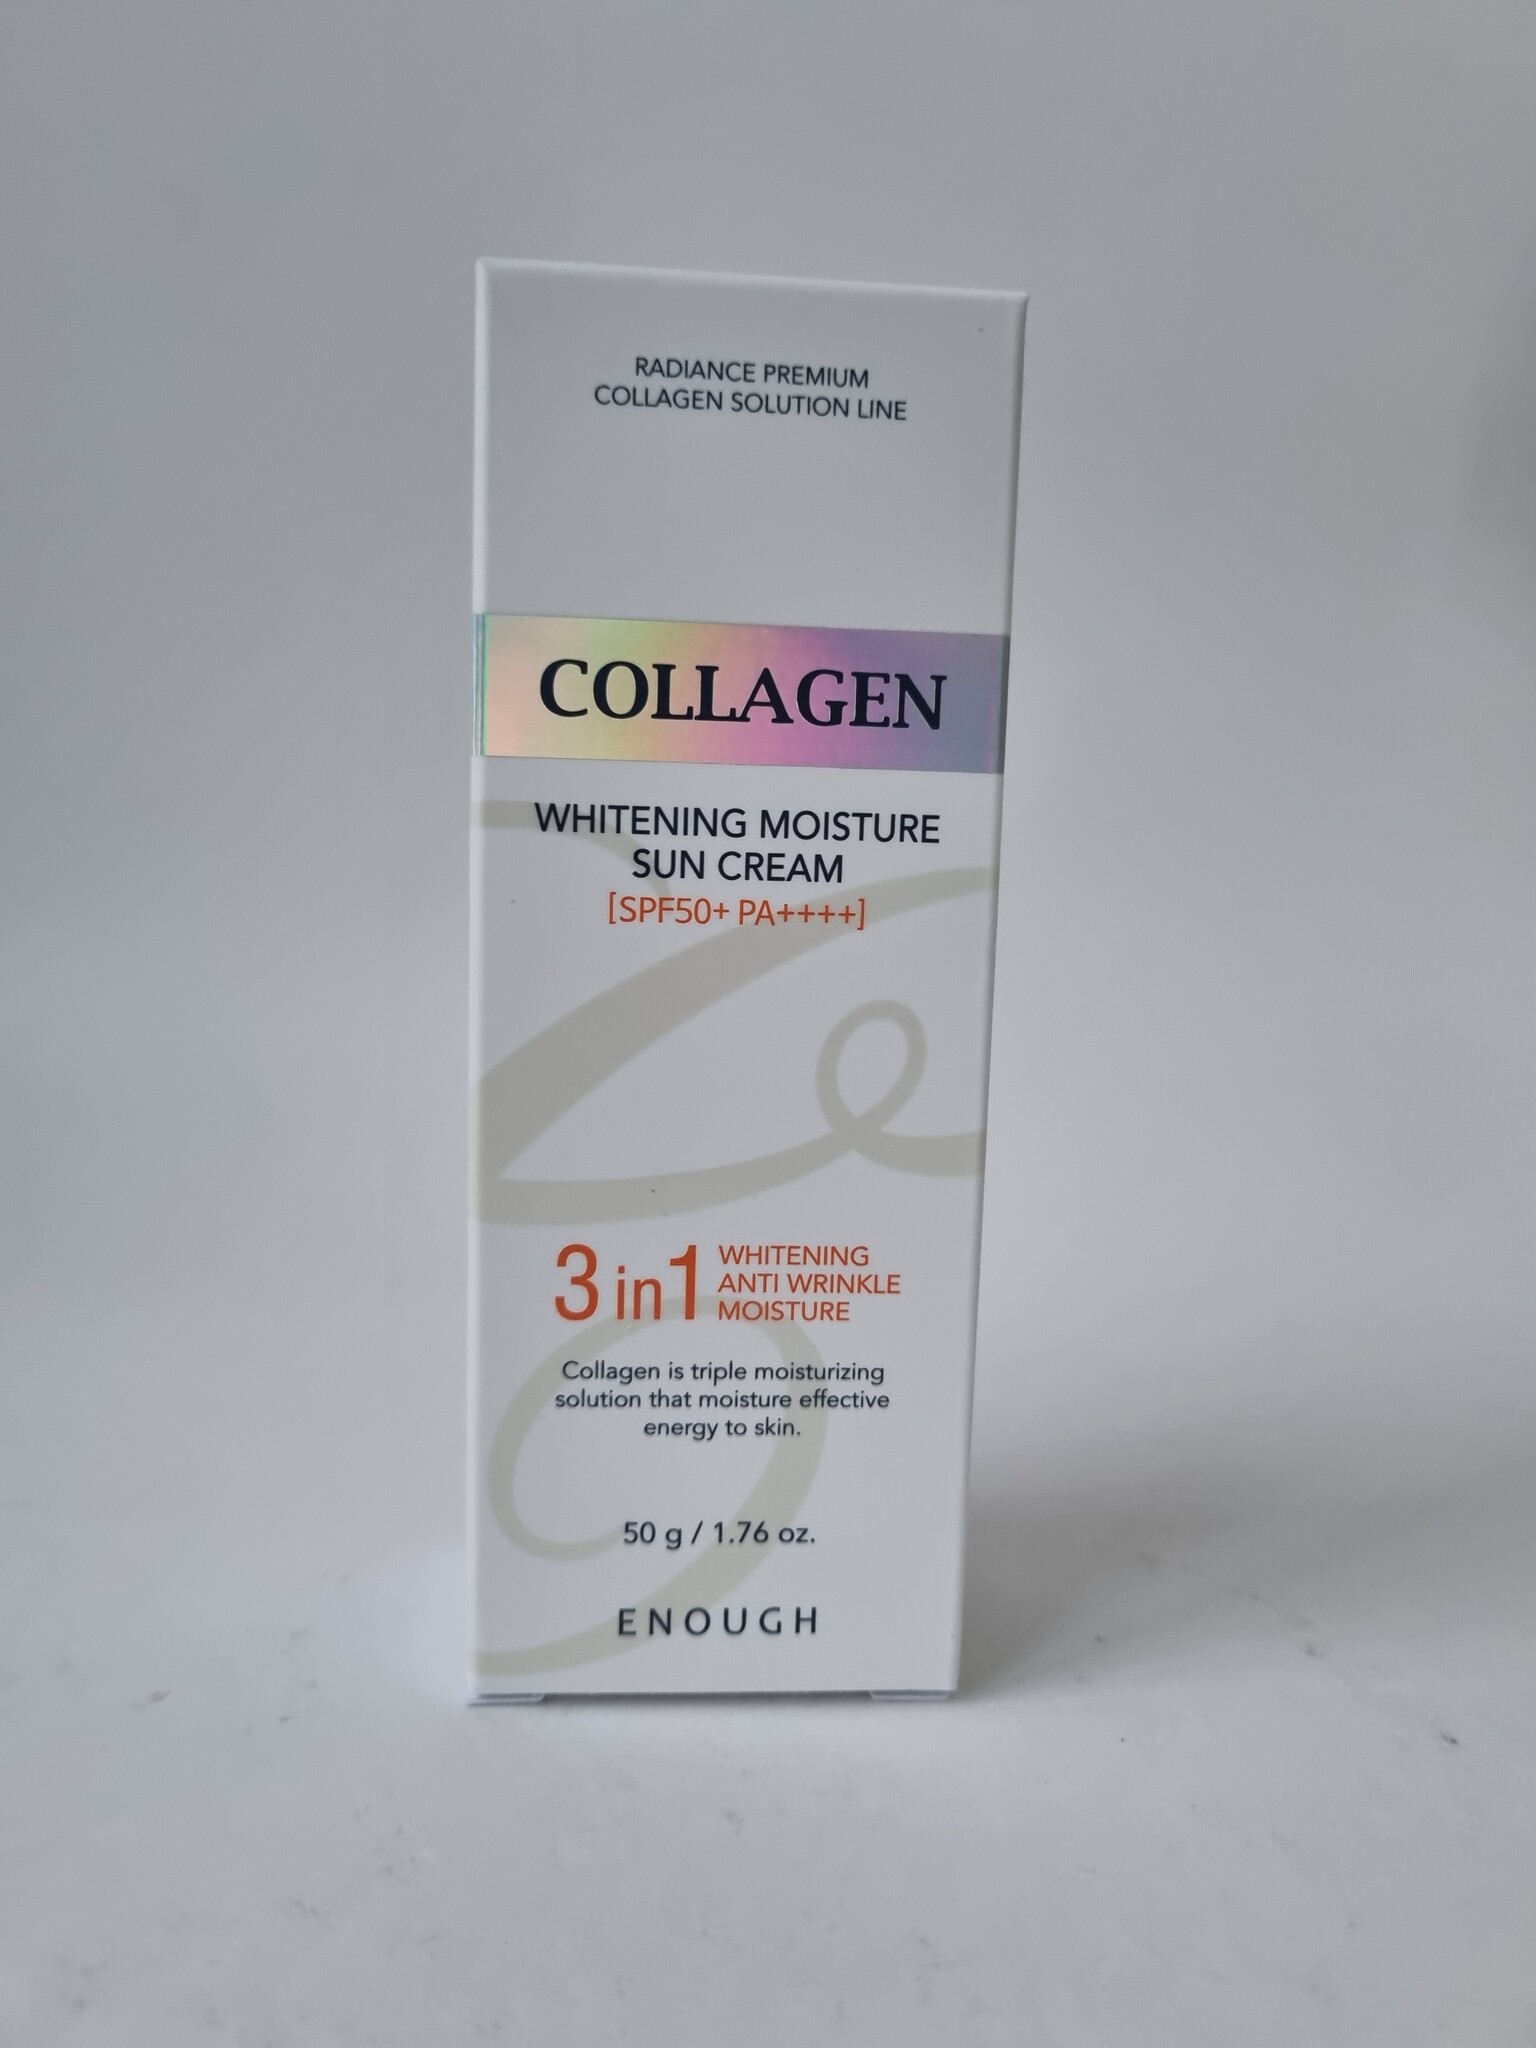 RADIANCE PREMIUM
COLLAGEN SOLUTION LINE
COLLAGEN
WHITENING MOISTURE
SUN CREAM
[SPF50+ PA++++]
3 in 1 WHITENING
ANTI WRINKLE
MOISTURE
Collagen is triple moisturizing
solution that moisture effective
energy to skin.
50 g / 1.76 oz.
ENOUGH